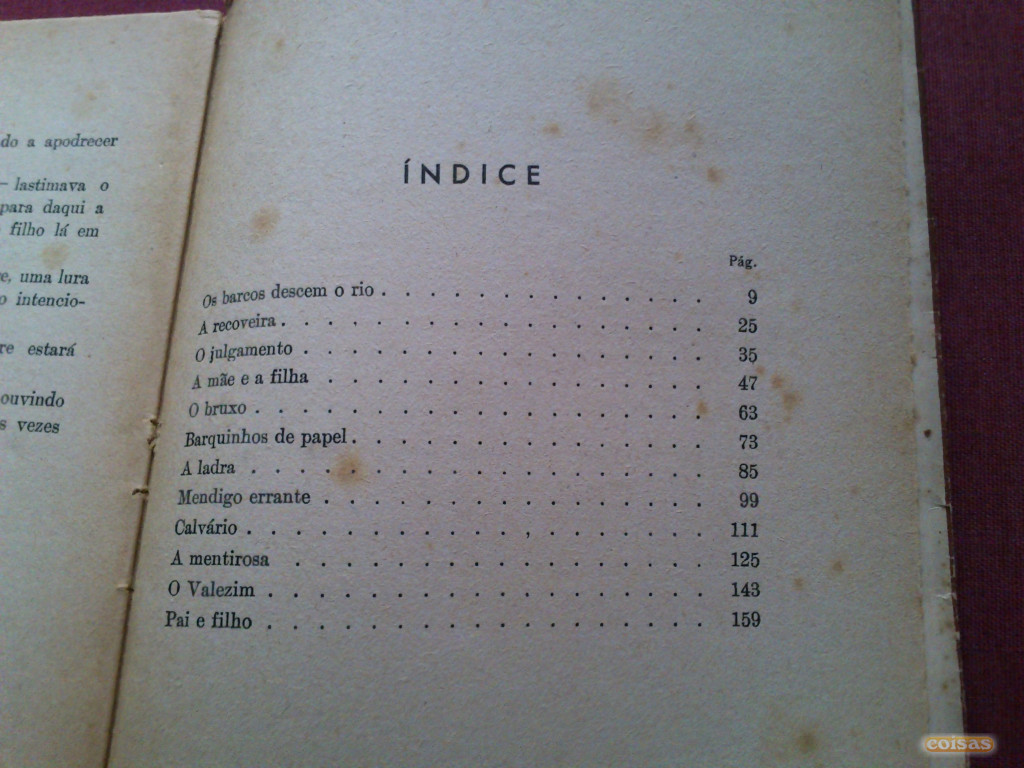 do a apodrecer
— lastimava o
para daqui a
filho lá em
e, uma lura
o intencio-
re estará
ouvindo
s vezes
ÍNDICE
Pág.
Os barcos descem o rio . . . . . . . . . . . . . . 9
A recoveira . . . . . . . . . . . . . . . . . . 25
O julgamento . . . . . . . . . . . . . . . . . 35
A mãe e a filha . . . . . . . . . . . . . . . . 47
O bruxo . . . . . . . . . . . . . . . . . . . 63
Barquinhos de papel . . . . . . . . . . . . . . . 73
A ladra . . . . . . . . . . . . . . . . . . . 85
Mendigo errante . . . . . . . . . . . . . . . . 99
Calvário . . . . . . . . . . . . . . . . . . . 111
A mentirosa . . . . . . . . . . . . . . . . . 125
O Valezim . . . . . . . . . . . . . . . . . . 143
Pai e filho . . . . . . . . . . . . . . . . . . 159
coisas